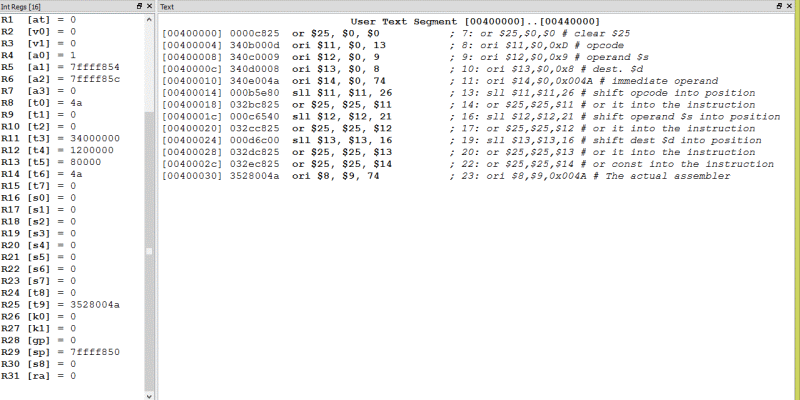 Int Regs [16]
R1 [at] = 0
R2 [v0] = 0
R3 [v1] = 0
R4 [a0] = 1
R5 [a1] = 7ffff854
R6 [a2] = 7ffff85c
R7 [a3] = 0
R8 [t0] = 4a
R9 [t1] = 0
R10 [t2] = 0
R11 [t3] = 34000000
R12 [t4] = 1200000
R13 [t5] = 80000
R14 [t6] = 4a
R15 [t7] = 0
R16 [s0] = 0
R17 [s1] = 0
R18 [s2] = 0
R19 [s3] = 0
R20 [s4] = 0
R21 [s5] = 0
R22 [s6] = 0
R23 [s7] = 0
R24 [t8] = 0
R25 [t9] = 3528004a
R26 [k0] = 0
R27 [k1] = 0
R28 [gp] = 0
R29 [sp] = 7ffff850
R30 [s8] = 0
R31 [ra] = 0
Text
User Text Segment [00400000]..[00440000]
[00400000] 0000c825 or $25, $0, $0 ; 7: or $25,$0,$0 # clear $25
[00400004] 340b000d ori $11, $0, 13 ; 8: ori $11,$0,0xD # opcode
[00400008] 340c0009 ori $12, $0, 9 ; 9: ori $12,$0,0x9 # operand $s
[0040000c] 340d0008 ori $13, $0, 8 ; 10: ori $13,$0,0x8 # dest. $d
[00400010] 340e004a ori $14, $0, 74 ; 11: ori $14,$0,0x004A # immediate operand
[00400014] 000b5e80 sll $11, $11, 26 ; 13: sll $11,$11,26 # shift opcode into position
[00400018] 032bc825 or $25, $25, $11 ; 14: or $25,$25,$11 # or it into the instruction
[0040001c] 000c6540 sll $12, $12, 21 ; 16: sll $12,$12,21 # shift operand $s into position
[00400020] 032cc825 or $25, $25, $12 ; 17: or $25,$25,$12 # or it into the instruction
[00400024] 000d6c00 sll $13, $13, 16 ; 19: sll $13,$13,16 # shift dest $d into position
[00400028] 032dc825 or $25, $25, $13 ; 20: or $25,$25,$13 # or it into the instruction
[0040002c] 032ec825 or $25, $25, $14 ; 22: or $25,$25,$14 # or const into the instruction
[00400030] 3528004a ori $8, $9, 74 ; 23: ori $8,$9,0x004A # The actual assembler